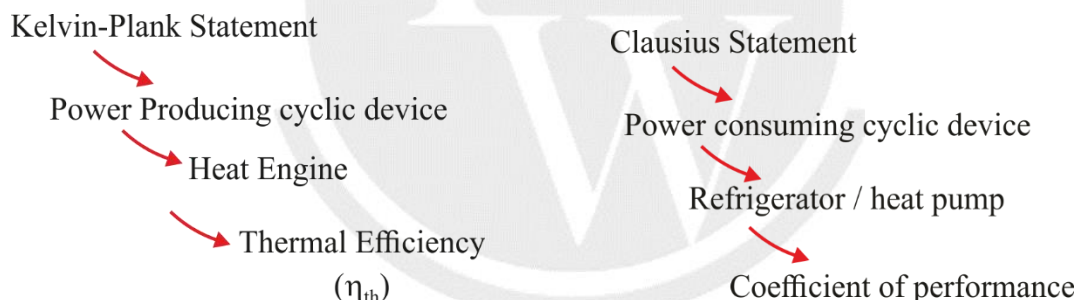 Kelvin-Plank Statement
Power Producing cyclic device
Heat Engine
Thermal Efficiency
(ηth)
Clausius Statement
Power consuming cyclic device
Refrigerator / heat pump
Coefficient of performance